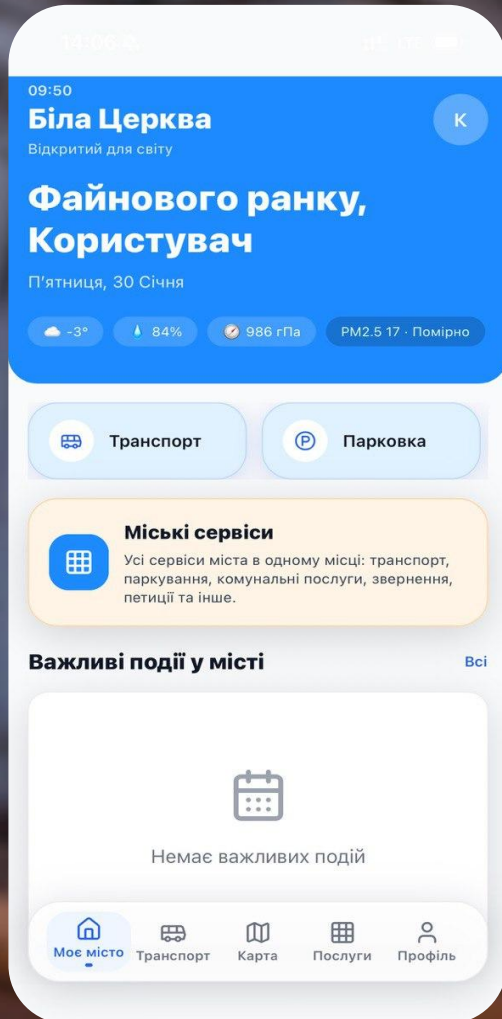 09:50
Біла Церква
К
Відкритий для світу
Файнового ранку,
Користувач
П'ятниця, 30 Січня
-3°
84%
986 гПа
PM2.5 17 · Помірно
Транспорт
P
Парковка
Міські сервіси
Усі сервіси міста в одному місці: транспорт,
паркування, комунальні послуги, звернення,
петиції та інше.
Важливі події у місті
Всі
Немає важливих подій
Моє місто
Транспорт
Карта
Послуги
Профіль